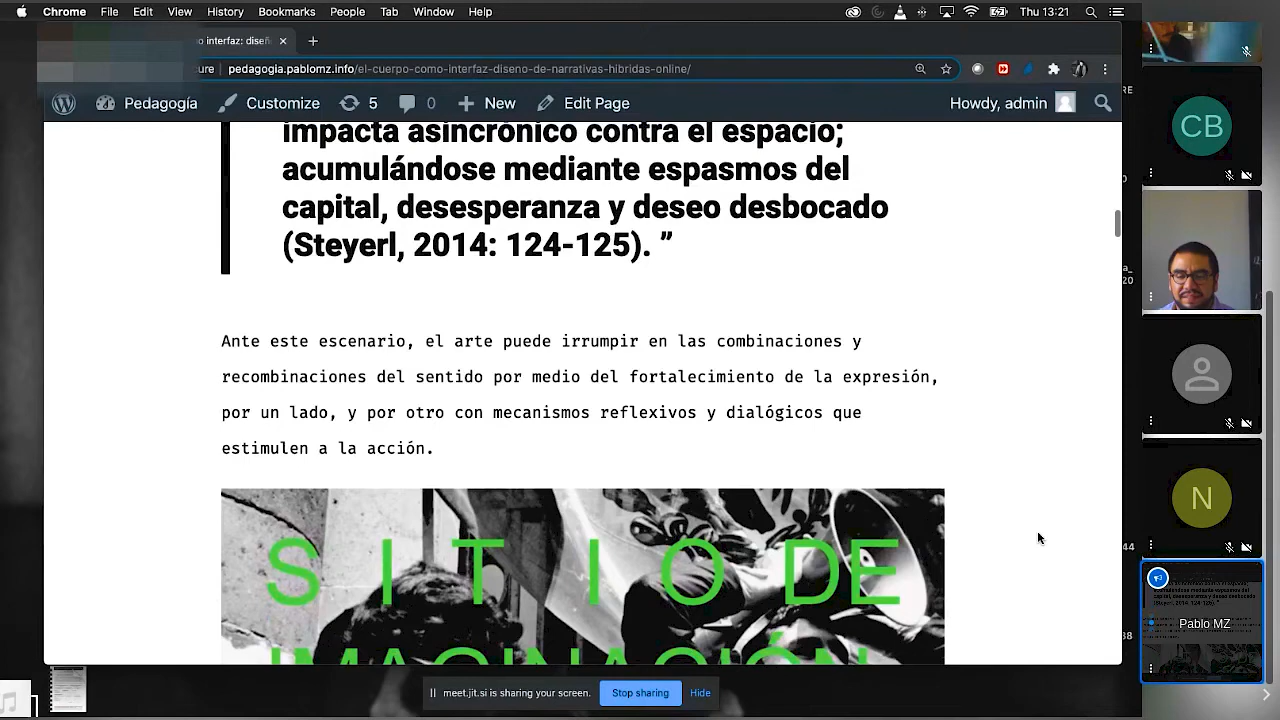 Chrome File Edit View History Bookmarks People Tab Window Help Thu 13:21
o interfaz: diseñ
ure pedagogia.pablomz.info/el-cuerpo-como-interfaz-diseno-de-narrativas-hibridas-online/
Pedagogía Customize 5 0 New Edit Page Howdy, admin
impacta asincrónico contra el espacio;
acumulándose mediante espasmos del
capital, desesperanza y deseo desbocado
(Steyerl, 2014: 124-125). ”
Ante este escenario, el arte puede irrumpir en las combinaciones y
recombinaciones del sentido por medio del fortalecimiento de la expresión,
por un lado, y por otro con mecanismos reflexivos y dialógicos que
estimulen a la acción.
SITIO DE
IMAGINACIÓN
meet.jit.si is sharing your screen. Stop sharing Hide
CB
N
Pablo MZ